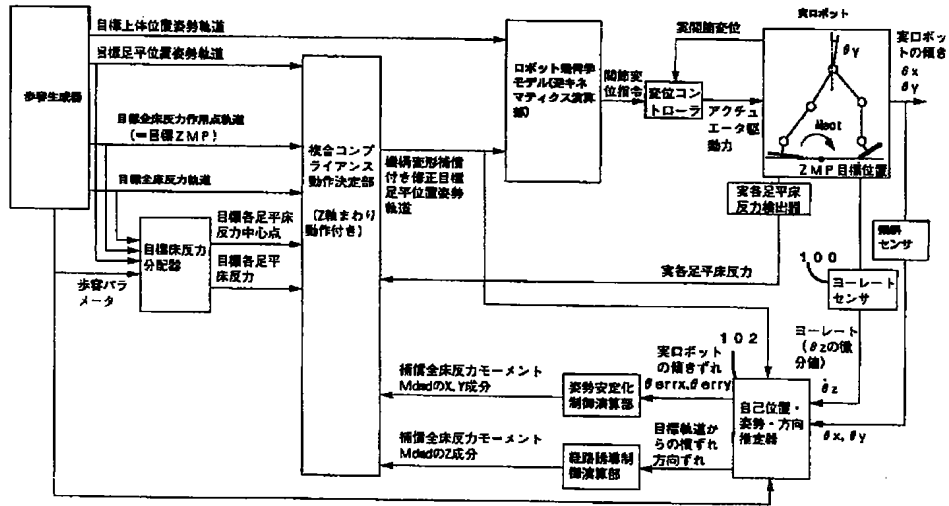 目標上体位置姿勢軌道
目標足平位置姿勢軌道
歩容生成器
目標全床反力作用点軌道
(=目標ZMP)
目標全床反力軌道
目標床反力
分配器
歩容パラ
メータ
目標各足平床
反力中心点
目標各足平床
反力
複合コンプ
ライアンス
動作決定部
(Z軸まわり
動作付き)
機構変形補償
付き修正目標
足平位置姿勢
軌道
ロボット幾何学
モデル(逆キネ
マティクス演算
部)
関節変
位指令
実関節変位
変位コン
トローラ
アクチュ
エータ駆
動力
実ロボット
θy
Mact
ZMP目標位置
実ロボッ
トの傾き
θx
θy
実各足平床
反力検出器
実各足平床反力
傾斜
センサ
100
ヨーレート
センサ
ヨーレート
(θzの微
分値)
θ̇z
θx,θy
102
自己位置・
姿勢・方向
推定器
実ロボット
の傾きずれ
θerrx,θerry
姿勢安定化
制御演算部
補償全床反力モーメント
MdmdのX,Y成分
目標軌道か
らの横ずれ
方向ずれ
経路誘導制
御演算部
補償全床反力モーメント
MdmdのZ成分